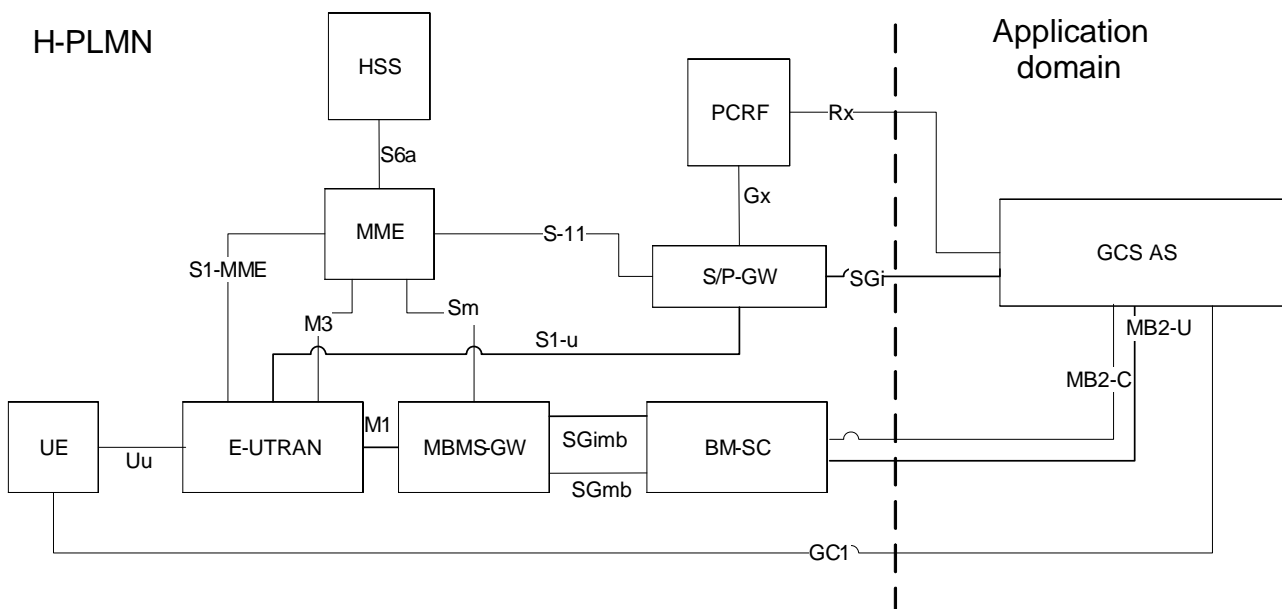 H-PLMN
Application
domain
HSS
PCRF
Rx
S6a
Gx
MME
S-11
GCS AS
S1-MME
S/P-GW
SGi
M3
Sm
S1-u
MB2-U
MB2-C
UE
Uu
E-UTRAN
M1
MBMS-GW
SGimb
SGmb
BM-SC
GC1